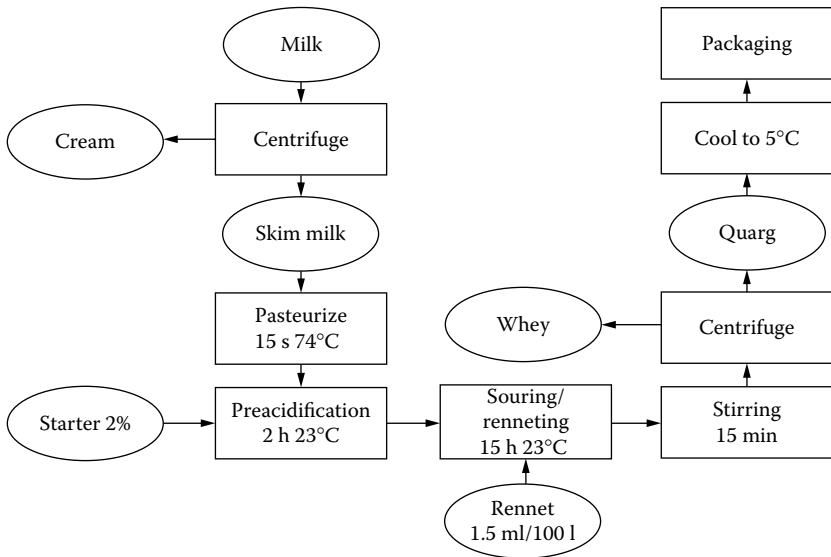 Milk
Packaging
Cream
Centrifuge
Cool to 5°C
Skim milk
Quarg
Pasteurize
15 s 74°C
Whey
Centrifuge
Starter 2%
Preacidification
2 h 23°C
Souring/
renneting
15 h 23°C
Stirring
15 min
Rennet
1.5 ml/100 l